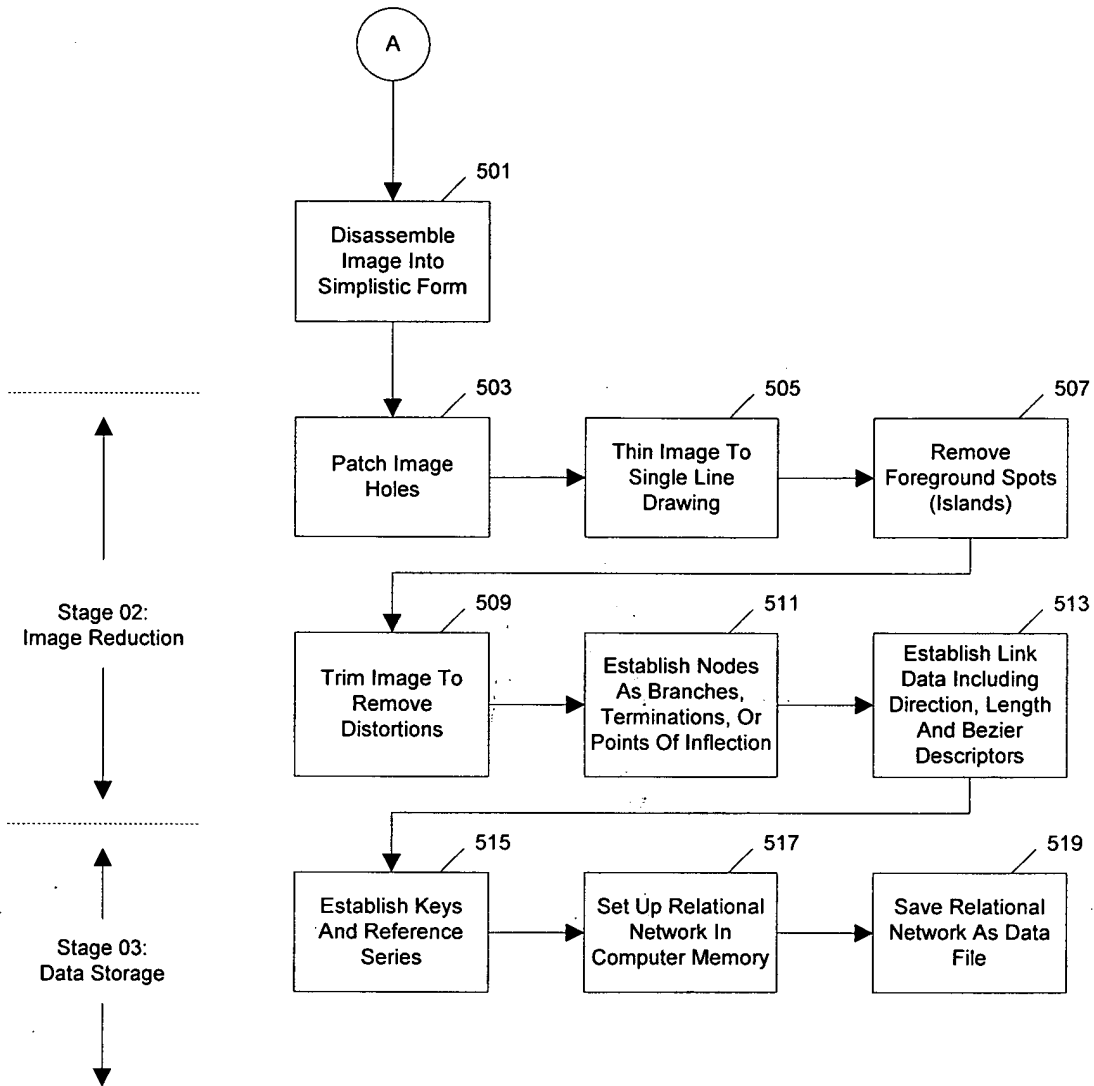 A
501
Disassemble
Image Into
Simplistic Form
503
Patch Image
Holes
505
Thin Image To
Single Line
Drawing
507
Remove
Foreground Spots
(Islands)
Stage 02:
Image Reduction
509
Trim Image To
Remove
Distortions
511
Establish Nodes
As Branches,
Terminations, Or
Points Of Inflection
513
Establish Link
Data Including
Direction, Length
And Bezier
Descriptors
Stage 03:
Data Storage
515
Establish Keys
And Reference
Series
517
Set Up Relational
Network In
Computer Memory
519
Save Relational
Network As Data
File